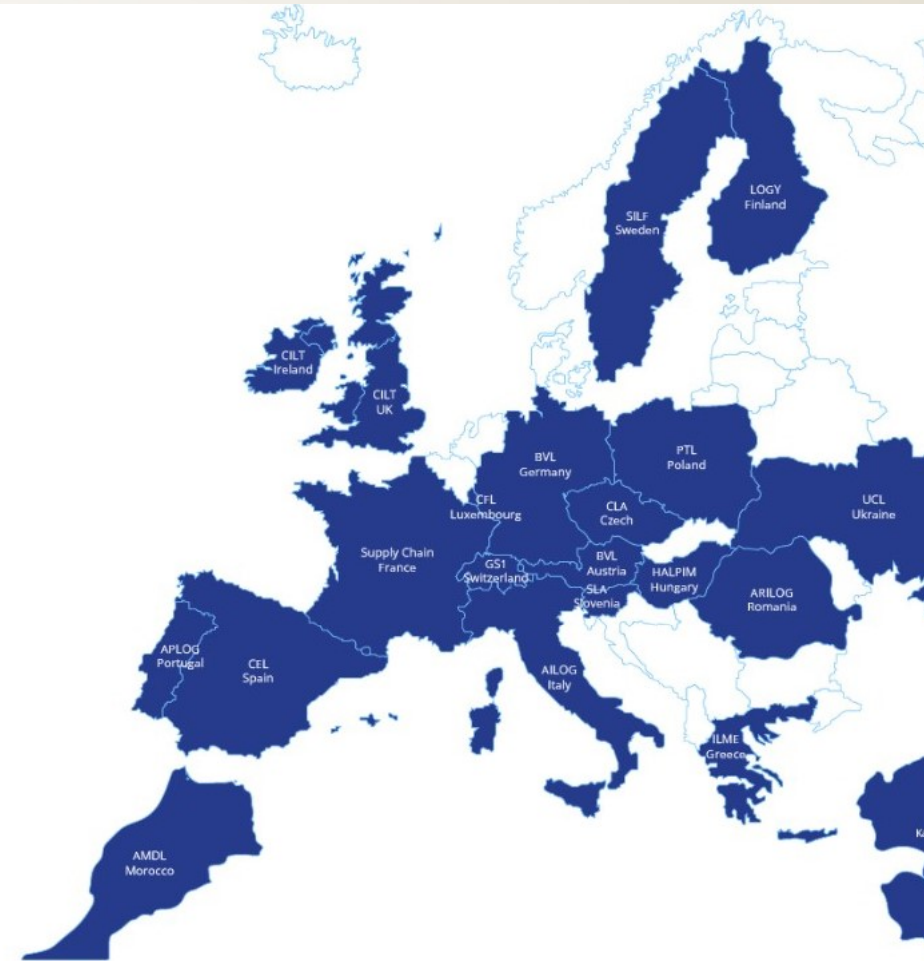 LOGY
Finland
SILF
Sweden
CILT
Ireland
CILT
UK
BVL
Germany
PTL
Poland
CFL
Luxembourg
CLA
Czech
UCL
Ukraine
Supply Chain
France
GS1
Switzerland
BVL
Austria
HALPIM
Hungary
SLA
Slovenia
ARILOG
Romania
APLOG
Portugal
CEL
Spain
AILOG
Italy
ILME
Greece
AMDL
Morocco